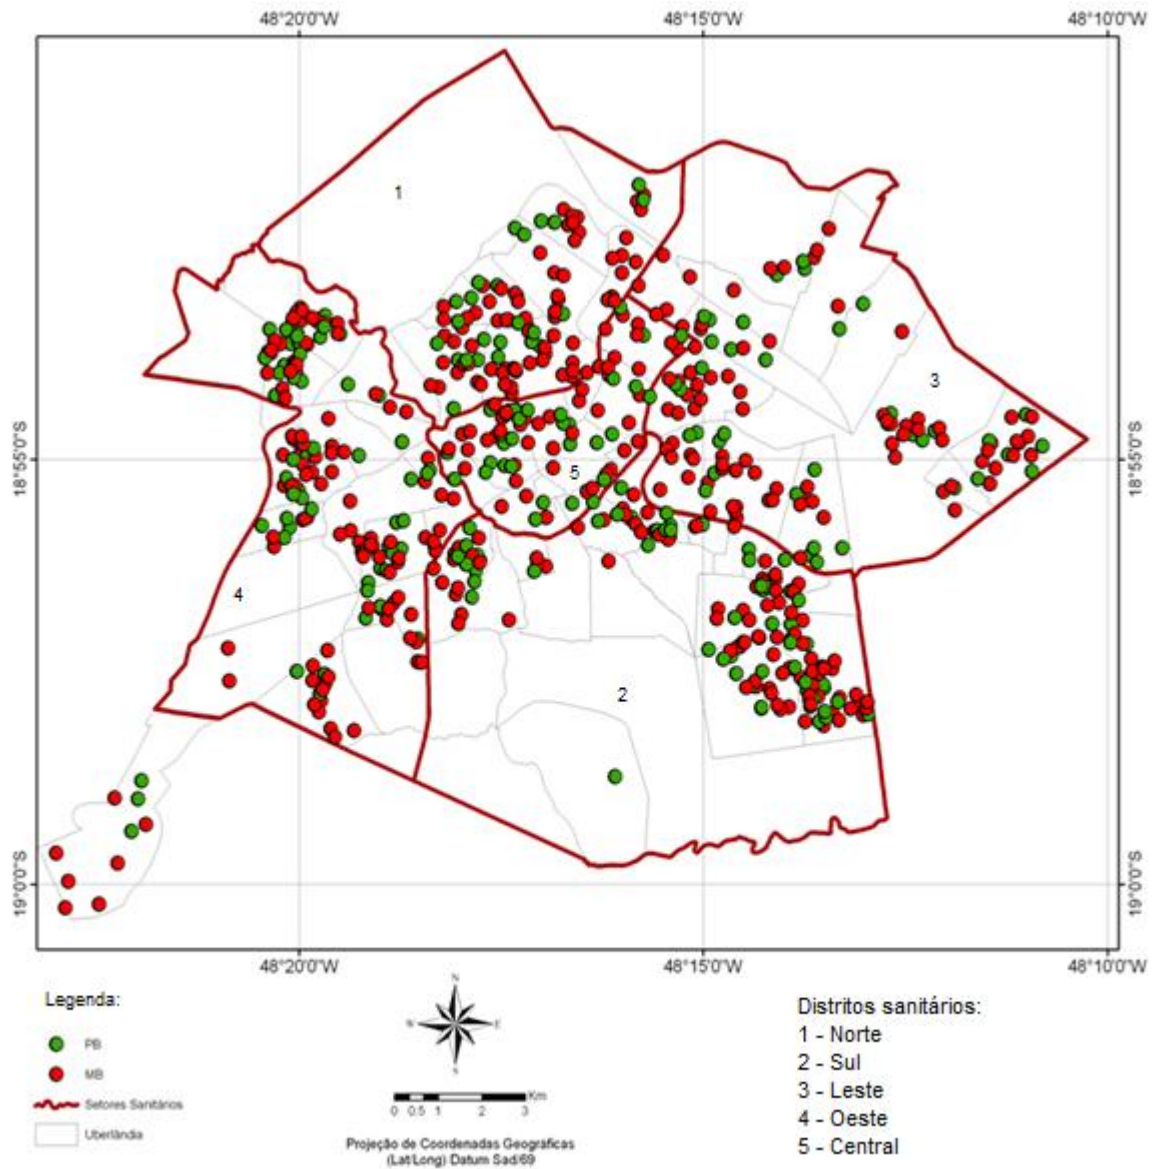 48°20'0"W 48°15'0"W 48°10'0"W
1
3
18°55'0"S 5 18°55'0"S
4
2
19°0'0"S 19°0'0"S
48°20'0"W 48°15'0"W 48°10'0"W
Legenda:
PB
MB
Setores Sanitários
Uberlândia
N
W E
S
Km
0 0.5 1 2 3
Projeção de Coordenadas Geográficas
(Lat/Long) Datum Sad/69
Distritos sanitários:
1 - Norte
2 - Sul
3 - Leste
4 - Oeste
5 - Central